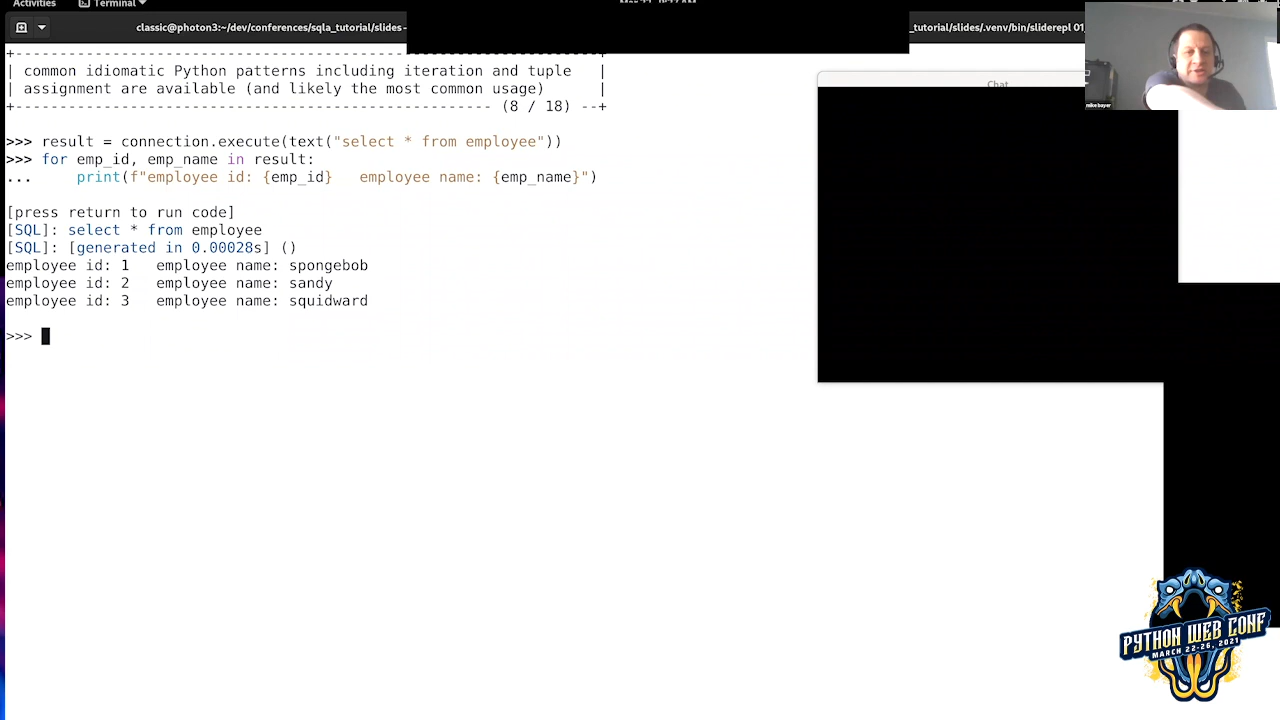 Activities
Terminal
Mar 22
classic@photon3:~/dev/conferences/sqla_tutorial/slides-
_tutorial/slides/.venv/bin/sliderepl 01
+------------------------------------------------------------------+
| common idiomatic Python patterns including iteration and tuple |
| assignment are available (and likely the most common usage) |
+------------------------------------------------------ (8 / 18) --+
>>> result = connection.execute(text("select * from employee"))
>>> for emp_id, emp_name in result:
... print(f"employee id: {emp_id} employee name: {emp_name}")
[press return to run code]
[SQL]: select * from employee
[SQL]: [generated in 0.00028s] ()
employee id: 1 employee name: spongebob
employee id: 2 employee name: sandy
employee id: 3 employee name: squidward
>>>
Chat
mike bayer
PYTHON WEB CONF
MARCH 22-26, 2021